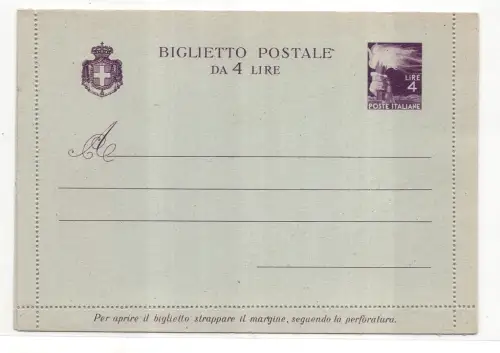 BIGLIETTO POSTALE
DA 4 LIRE
LIRE
4
POSTE ITALIANE
A
Per aprire il biglietto strappare il margine, seguendo la perforatura.